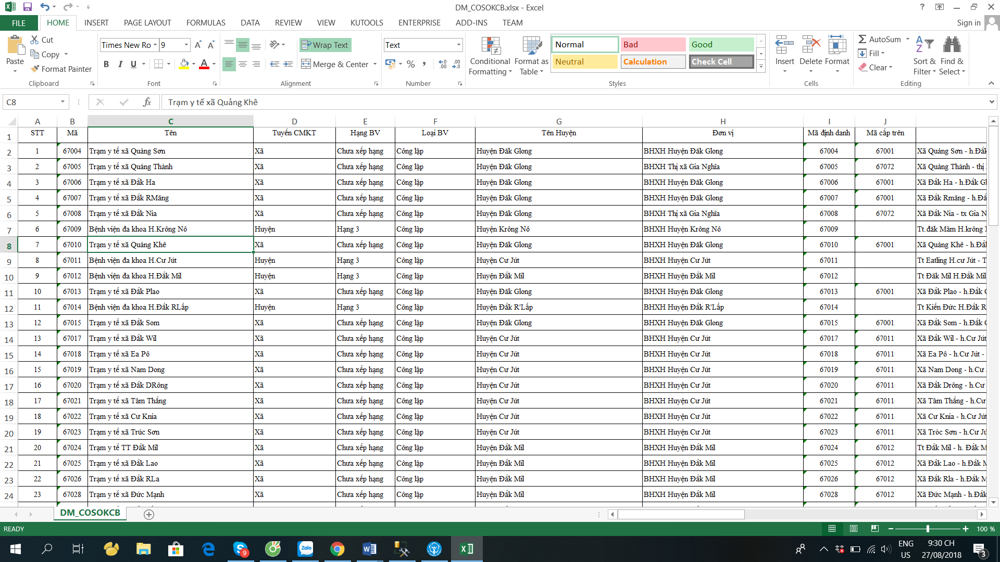 DM_COSOKCB.xlsx - Excel
?
FILE HOME INSERT PAGE LAYOUT FORMULAS DATA REVIEW VIEW KUTOOLS ENTERPRISE ADD-INS TEAM Sign in
Paste Cut Copy Format Painter Clipboard
Times New Ro 9 B I U A Font
Wrap Text Merge & Center Alignment
Text % , Number
Conditional Formatting Format as Table
Normal Bad Good
Neutral Calculation Check Cell
Styles
Insert Delete Format Cells
AutoSum Fill Clear Sort & Filter Find & Select Editing
C8 fx Trạm y tế xã Quảng Khê
A B C D E F G H I J
1 STT Mã Tên Tuyến CMKT Hạng BV Loại BV Tên Huyện Đơn vị Mã định danh Mã cấp trên
2 1 67004 Trạm y tế xã Quảng Sơn Xã Chưa xếp hạng Công lập Huyện Đăk Glong BHXH Huyện Đăk Glong 67004 67001 Xã Quảng Sơn - h.Đắk
3 2 67005 Trạm y tế xã Quảng Thành Xã Chưa xếp hạng Công lập Huyện Đăk Glong BHXH Thị xã Gia Nghĩa 67005 67072 Xã Quảng Thành - thị
4 3 67006 Trạm y tế xã Đắk Ha Xã Chưa xếp hạng Công lập Huyện Đăk Glong BHXH Huyện Đăk Glong 67006 67001 Xã Đắk Ha - h.Đắk Gl
5 4 67007 Trạm y tế xã Đắk RMăng Xã Chưa xếp hạng Công lập Huyện Đăk Glong BHXH Huyện Đăk Glong 67007 67001 Xã Đắk Rmăng - h.Đắ
6 5 67008 Trạm y tế xã Đắk Nia Xã Chưa xếp hạng Công lập Huyện Đăk Glong BHXH Thị xã Gia Nghĩa 67008 67072 Xã Đắk Nia - tx Gia N
7 6 67009 Bệnh viện đa khoa H.Krông Nô Huyện Hạng 3 Công lập Huyện Krông Nô BHXH Huyện Krông Nô 67009 Tt.đăk Mâm H.krông
8 7 67010 Trạm y tế xã Quảng Khê Xã Chưa xếp hạng Công lập Huyện Đăk Glong BHXH Huyện Đăk Glong 67010 67001 Xã Quảng Khê - h.Đắ
9 8 67011 Bệnh viện đa khoa H.Cư Jút Huyện Hạng 3 Công lập Huyện Cư Jút BHXH Huyện Cư Jút 67011 Tt Eatling H.cư Jút - T
10 9 67012 Bệnh viện đa khoa H.Đắk Mil Huyện Hạng 3 Công lập Huyện Đắk Mil BHXH Huyện Đắk Mil 67012 Tt Đăk Mil H.Đắk Mil
11 10 67013 Trạm y tế xã Đắk Plao Xã Chưa xếp hạng Công lập Huyện Đăk Glong BHXH Huyện Đăk Glong 67013 67001 Xã Đắk Plao - h.Đắk
12 11 67014 Bệnh viện đa khoa H.Đắk RLấp Huyện Hạng 3 Công lập Huyện Đắk R'Lấp BHXH Huyện Đắk R'Lấp 67014 Tt Kiến Đức H.Đắk R
13 12 67015 Trạm y tế xã Đắk Som Xã Chưa xếp hạng Công lập Huyện Đăk Glong BHXH Huyện Đăk Glong 67015 67001 Xã Đắk Som - h.Đắk
14 13 67017 Trạm y tế xã Đắk Wil Xã Chưa xếp hạng Công lập Huyện Cư Jút BHXH Huyện Cư Jút 67017 67011 Xã Đắk Wil - h.Cư Jút
15 14 67018 Trạm y tế xã Ea Pô Xã Chưa xếp hạng Công lập Huyện Cư Jút BHXH Huyện Cư Jút 67018 67011 Xã Ea Pô - h.Cư Jút -
16 15 67019 Trạm y tế xã Nam Dong Xã Chưa xếp hạng Công lập Huyện Cư Jút BHXH Huyện Cư Jút 67019 67011 Xã Nam Dong - h.Cư
17 16 67020 Trạm y tế xã Đắk DRông Xã Chưa xếp hạng Công lập Huyện Cư Jút BHXH Huyện Cư Jút 67020 67011 Xã Đắk Drông - h.Cư
18 17 67021 Trạm y tế xã Tâm Thắng Xã Chưa xếp hạng Công lập Huyện Cư Jút BHXH Huyện Cư Jút 67021 67011 Xã Tâm Thắng - h.Cư
19 18 67022 Trạm y tế xã Cư Knia Xã Chưa xếp hạng Công lập Huyện Cư Jút BHXH Huyện Cư Jút 67022 67011 Xã Cư Knia - h.Cư Jút
20 19 67023 Trạm y tế xã Trúc Sơn Xã Chưa xếp hạng Công lập Huyện Cư Jút BHXH Huyện Cư Jút 67023 67011 Xã Tróc Sơn - h.Cư Jú
21 20 67024 Trạm y tế TT Đắk Mil Xã Chưa xếp hạng Công lập Huyện Đắk Mil BHXH Huyện Đắk Mil 67024 67012 Tt Đắk Mil - h. Đắk M
22 21 67025 Trạm y tế xã Đắk Lao Xã Chưa xếp hạng Công lập Huyện Đắk Mil BHXH Huyện Đắk Mil 67025 67012 Xã Đắk Lao - h.Đắk M
23 22 67026 Trạm y tế xã Đắk RLa Xã Chưa xếp hạng Công lập Huyện Đắk Mil BHXH Huyện Đắk Mil 67026 67012 Xã Đắk Rla - h.Đắk M
24 23 67028 Trạm y tế xã Đức Mạnh Xã Chưa xếp hạng Công lập Huyện Đắk Mil BHXH Huyện Đắk Mil 67028 67012 Xã Đức Mạnh - h.Đắk
DM_COSOKCB
READY 100 %
9 Zalo ENG US 9:30 CH 27/08/2018 3